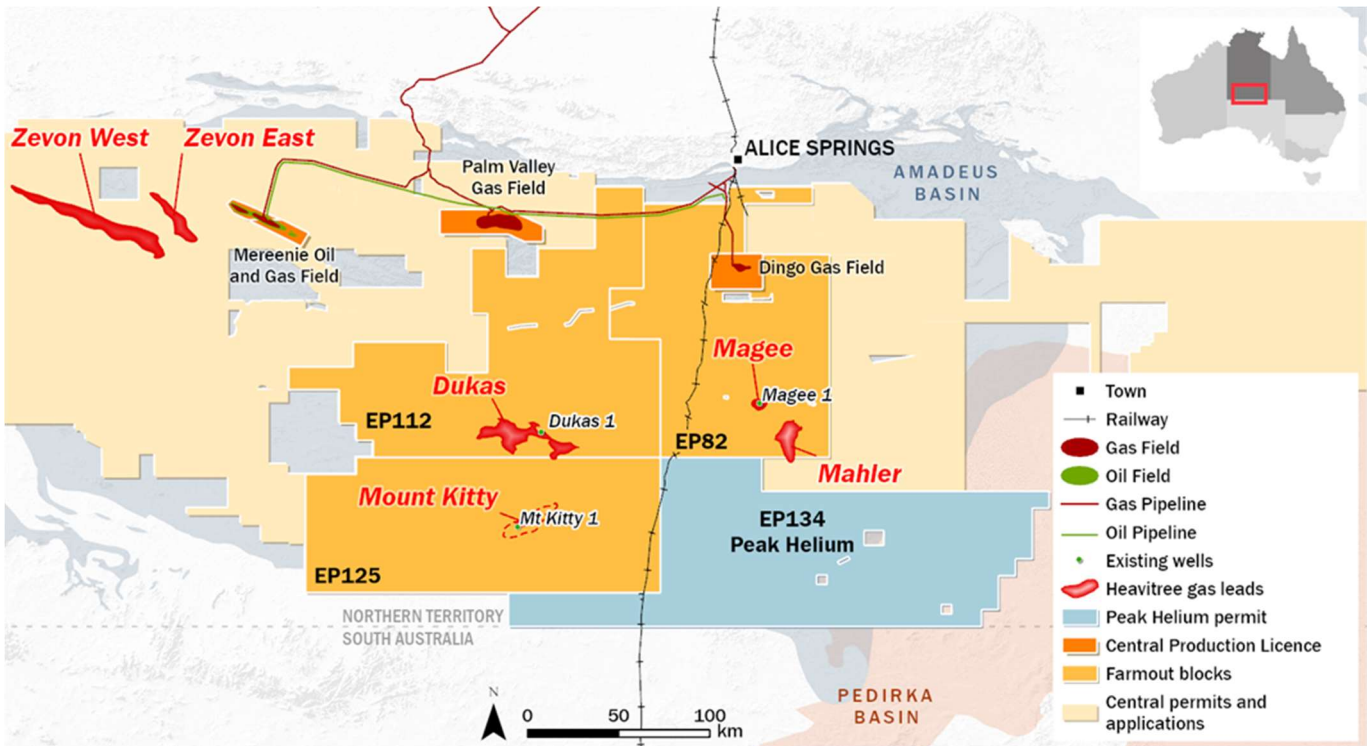 Zevon West
Zevon East
ALICE SPRINGS
AMADEUS
BASIN
Palm Valley
Gas Field
Mereenie Oil
and Gas Field
Dingo Gas Field
Magee
Magee 1
Dukas
Dukas 1
EP112
EP82
Mahler
Mount Kitty
Mt Kitty 1
EP134
Peak Helium
EP125
NORTHERN TERRITORY
SOUTH AUSTRALIA
PEDIRKA
BASIN
N
0 50 100
km
Town
Railway
Gas Field
Oil Field
Gas Pipeline
Oil Pipeline
Existing wells
Heavitree gas leads
Peak Helium permit
Central Production Licence
Farmout blocks
Central permits and
applications